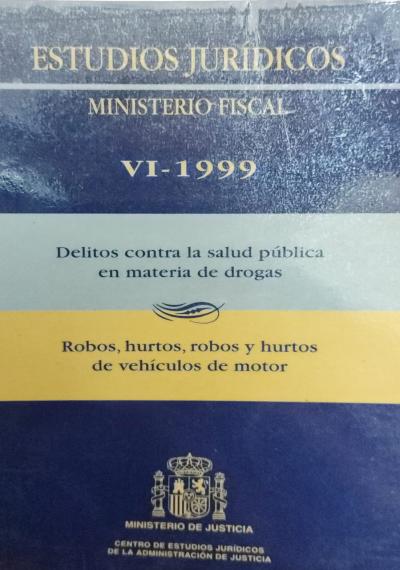 ESTUDIOS JURÍDICOS
MINISTERIO FISCAL
VI-1999
Delitos contra la salud pública
en materia de drogas
Robos, hurtos, robos y hurtos
de vehículos de motor
MINISTERIO DE JUSTICIA
CENTRO DE ESTUDIOS JURÍDICOS
DE LA ADMINISTRACIÓN DE JUSTICIA